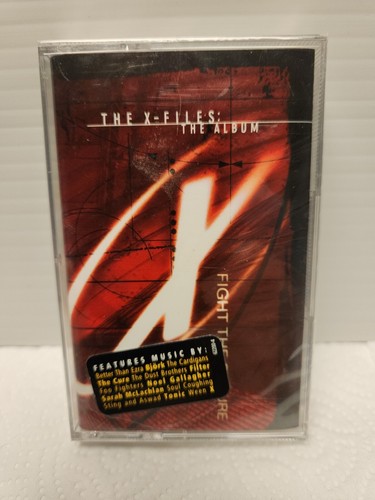 THE X-FILES:
THE ALBUM
FIGHT THE
URE
FEATURES MUSIC BY:
Better Than Ezra Björk The Cardigans
The Cure The Dust Brothers Filter
Foo Fighters Noel Gallagher
Sarah McLachlan Soul Coughing
Sting and Aswad Tonic Ween X